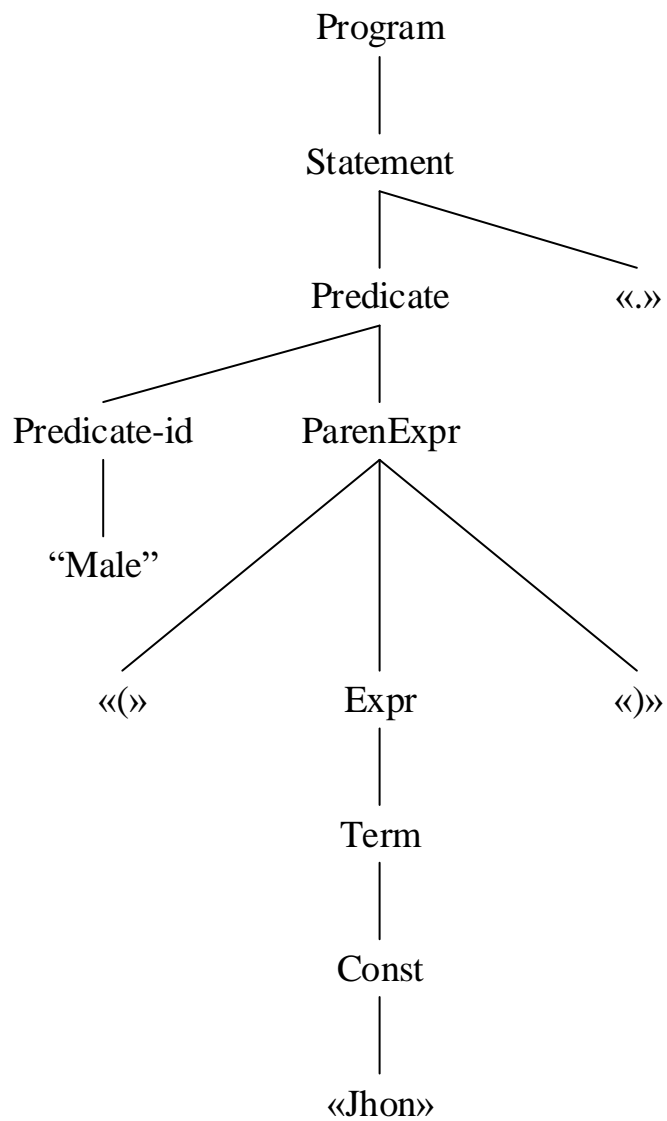 Program
Statement
Predicate «.»
Predicate-id ParenExpr
“Male”
«(» Expr «)»
Term
Const
«Jhon»